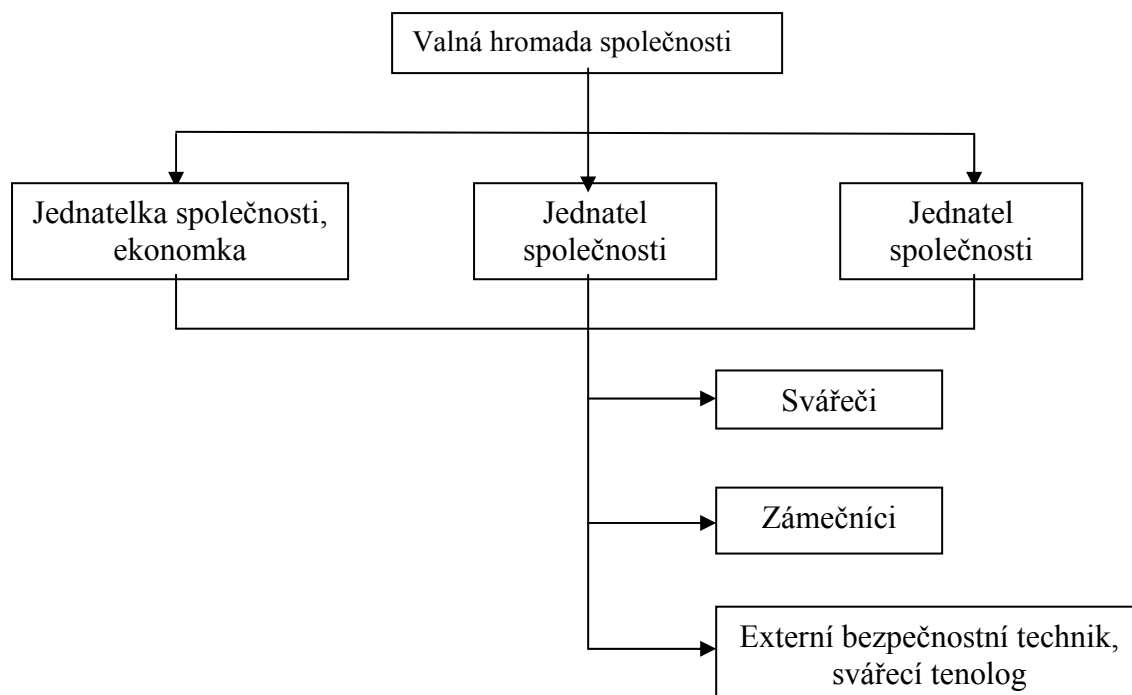 Valná hromada společnosti
Jednatelka společnosti,
ekonomka
Jednatel
společnosti
Jednatel
společnosti
Svářeči
Zámečníci
Externí bezpečnostní technik,
svářecí tenolog